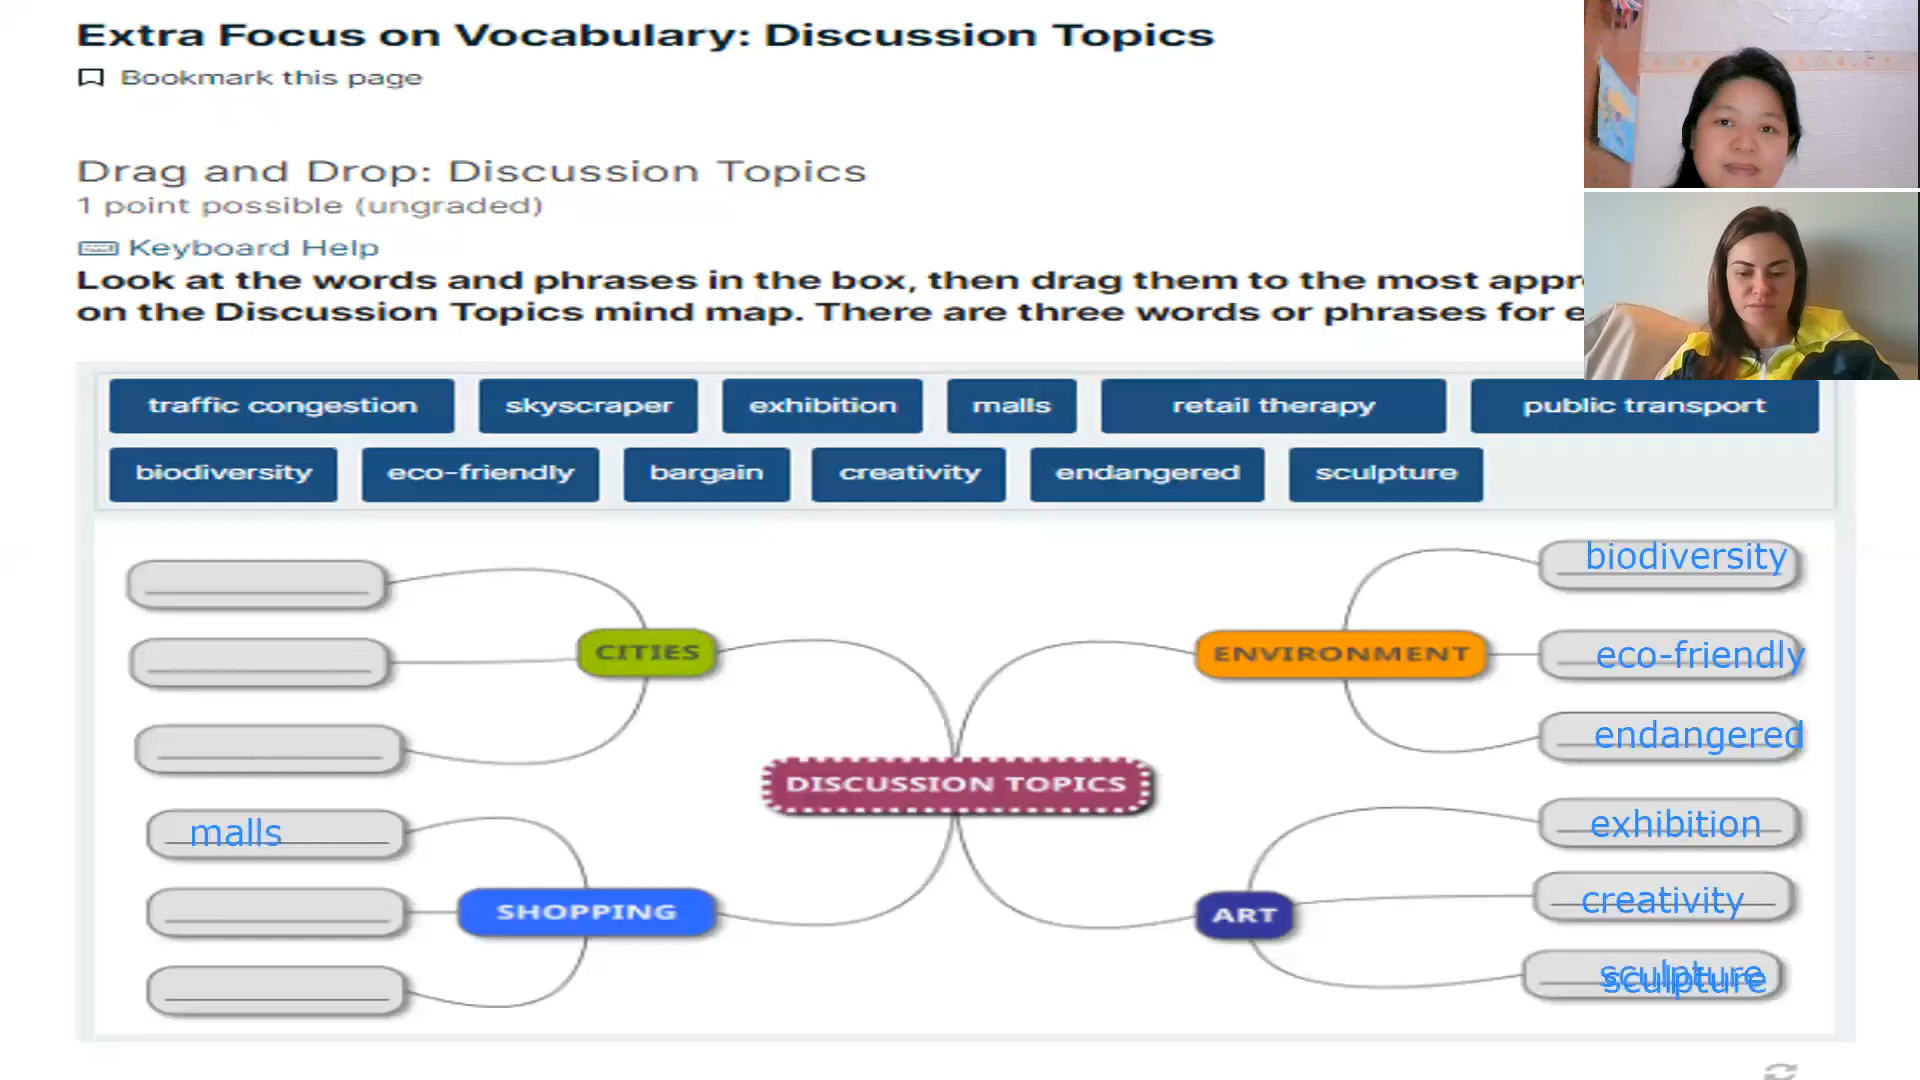 Extra Focus on Vocabulary: Discussion Topics
Bookmark this page
Drag and Drop: Discussion Topics
1 point possible (ungraded)
Keyboard Help
Look at the words and phrases in the box, then drag them to the most appr
on the Discussion Topics mind map. There are three words or phrases for e
traffic congestion skyscraper exhibition malls retail therapy public transport
biodiversity eco-friendly bargain creativity endangered sculpture
CITIES
malls
SHOPPING
DISCUSSION TOPICS
ENVIRONMENT
biodiversity
eco-friendly
endangered
ART
exhibition
creativity
sculpture
sculpture